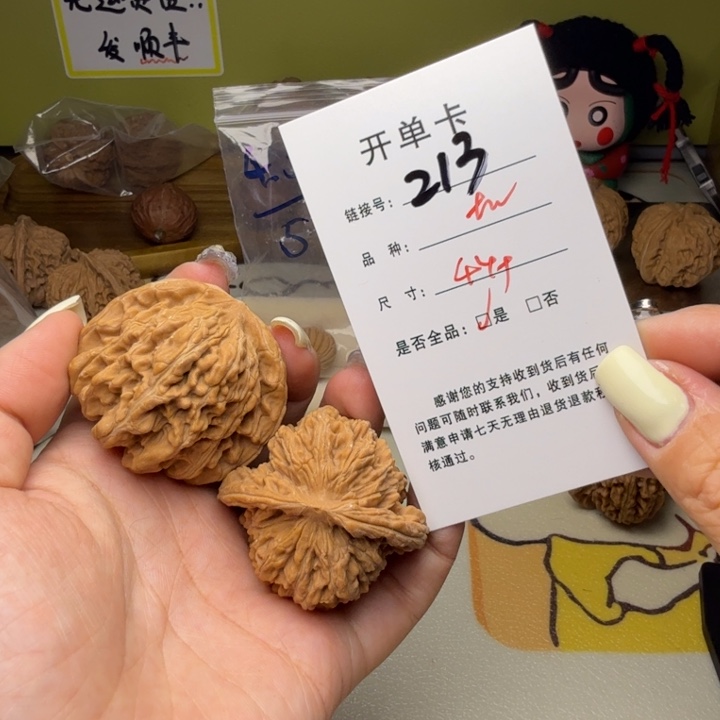 发顺丰
开单卡
链接号: 213
品 种:
尺 寸:
是否全品: ☑是 ☐否
感谢您的支持收到货后有任何
问题可随时联系我们,收到货后
满意申请七天无理由退货退款
核通过。